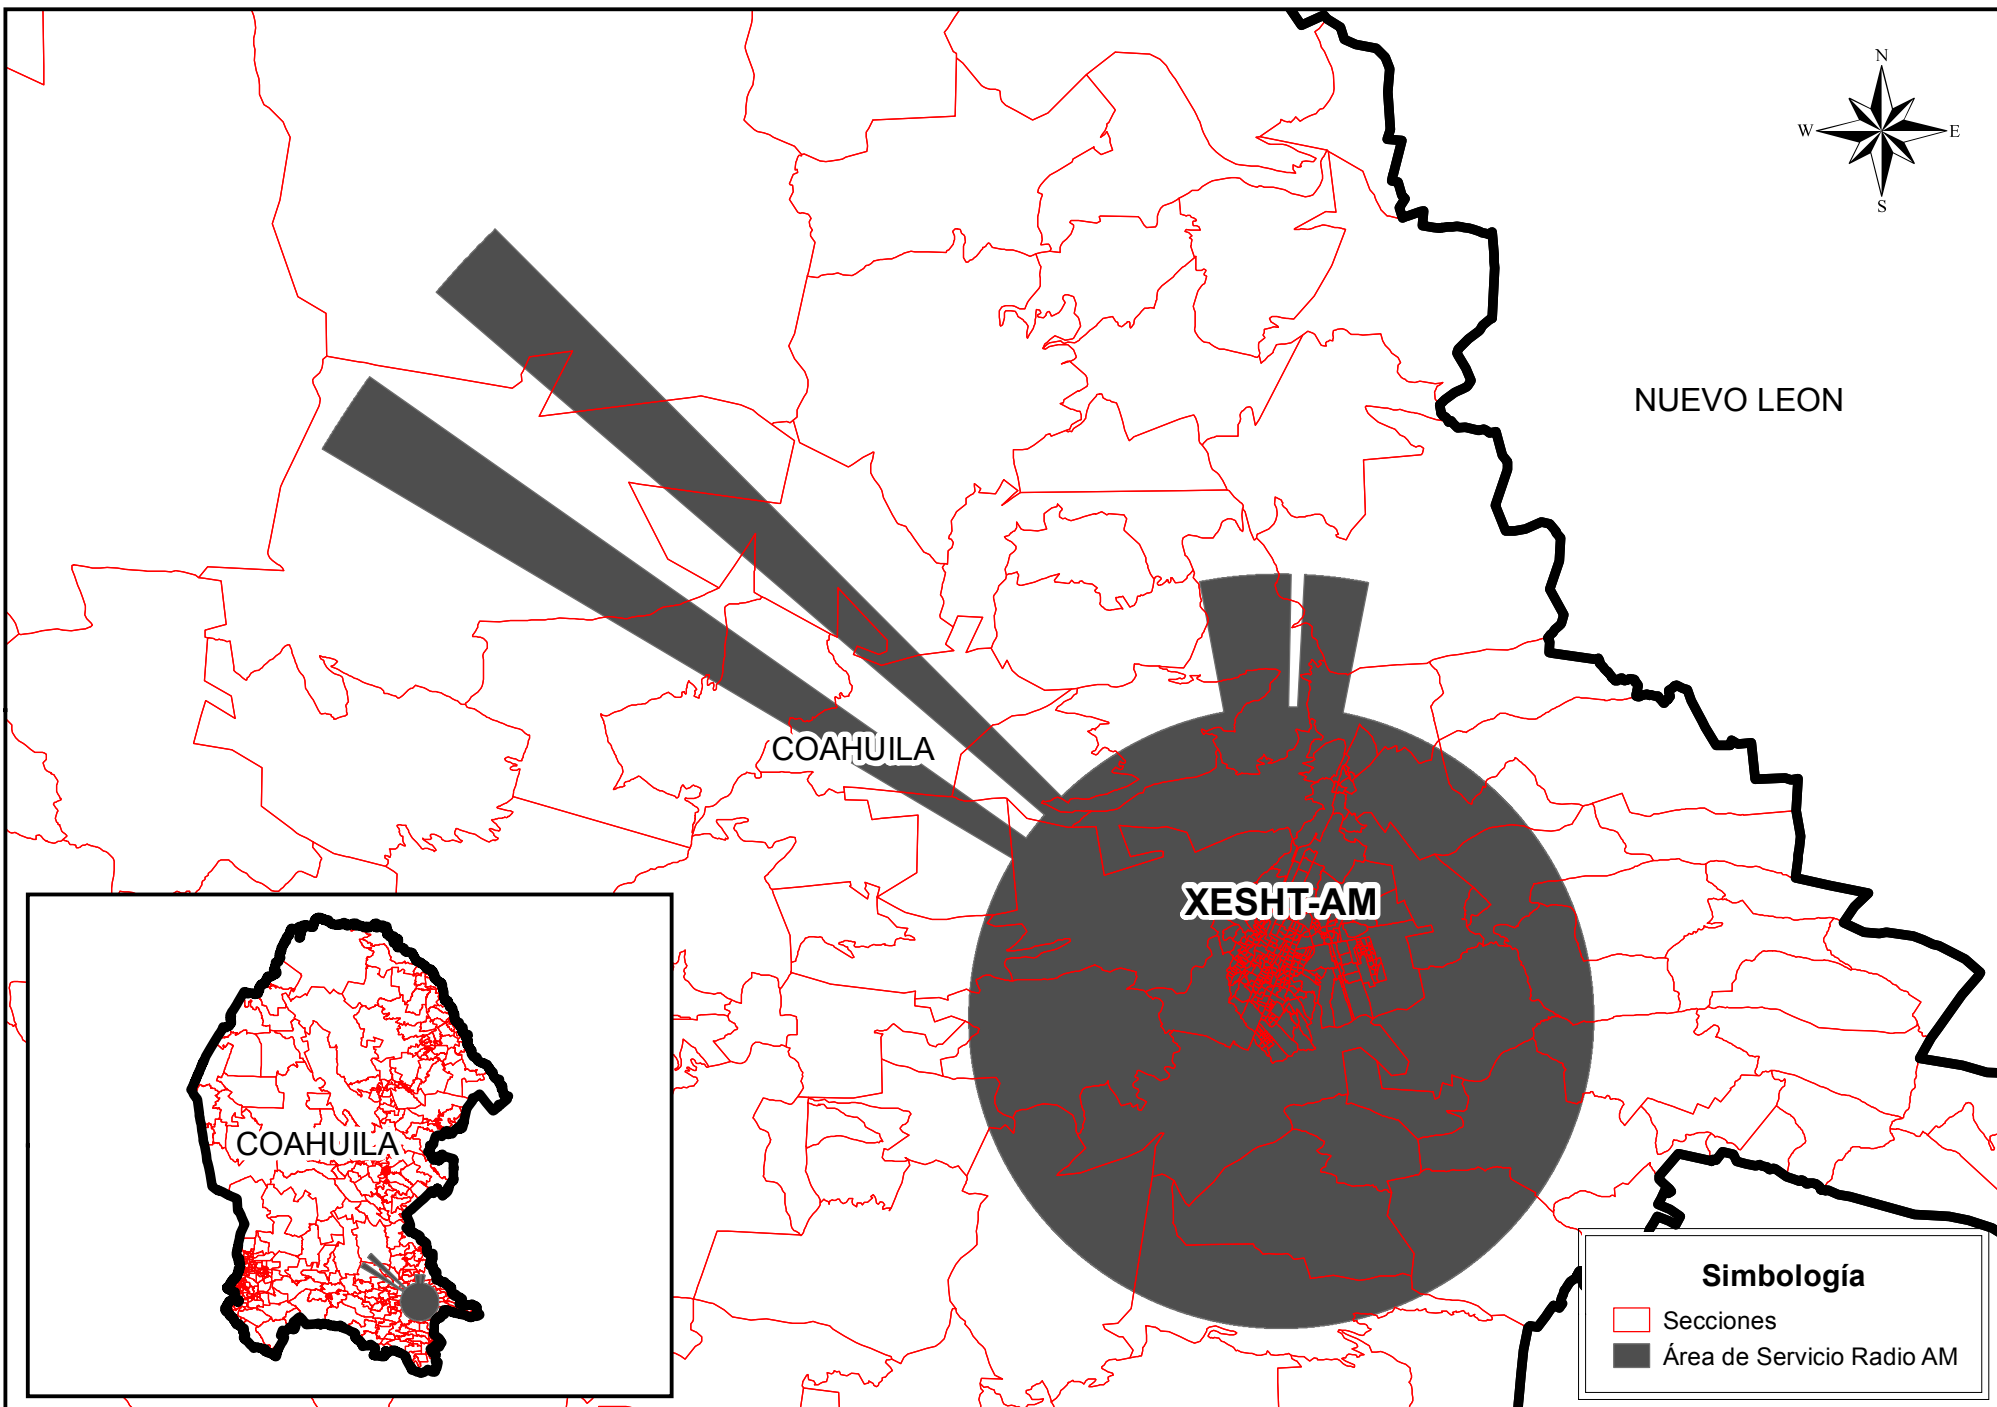 N
W E
S
NUEVO LEON
COAHUILA
XESHT-AM
COAHUILA
Simbología
Secciones
Área de Servicio Radio AM